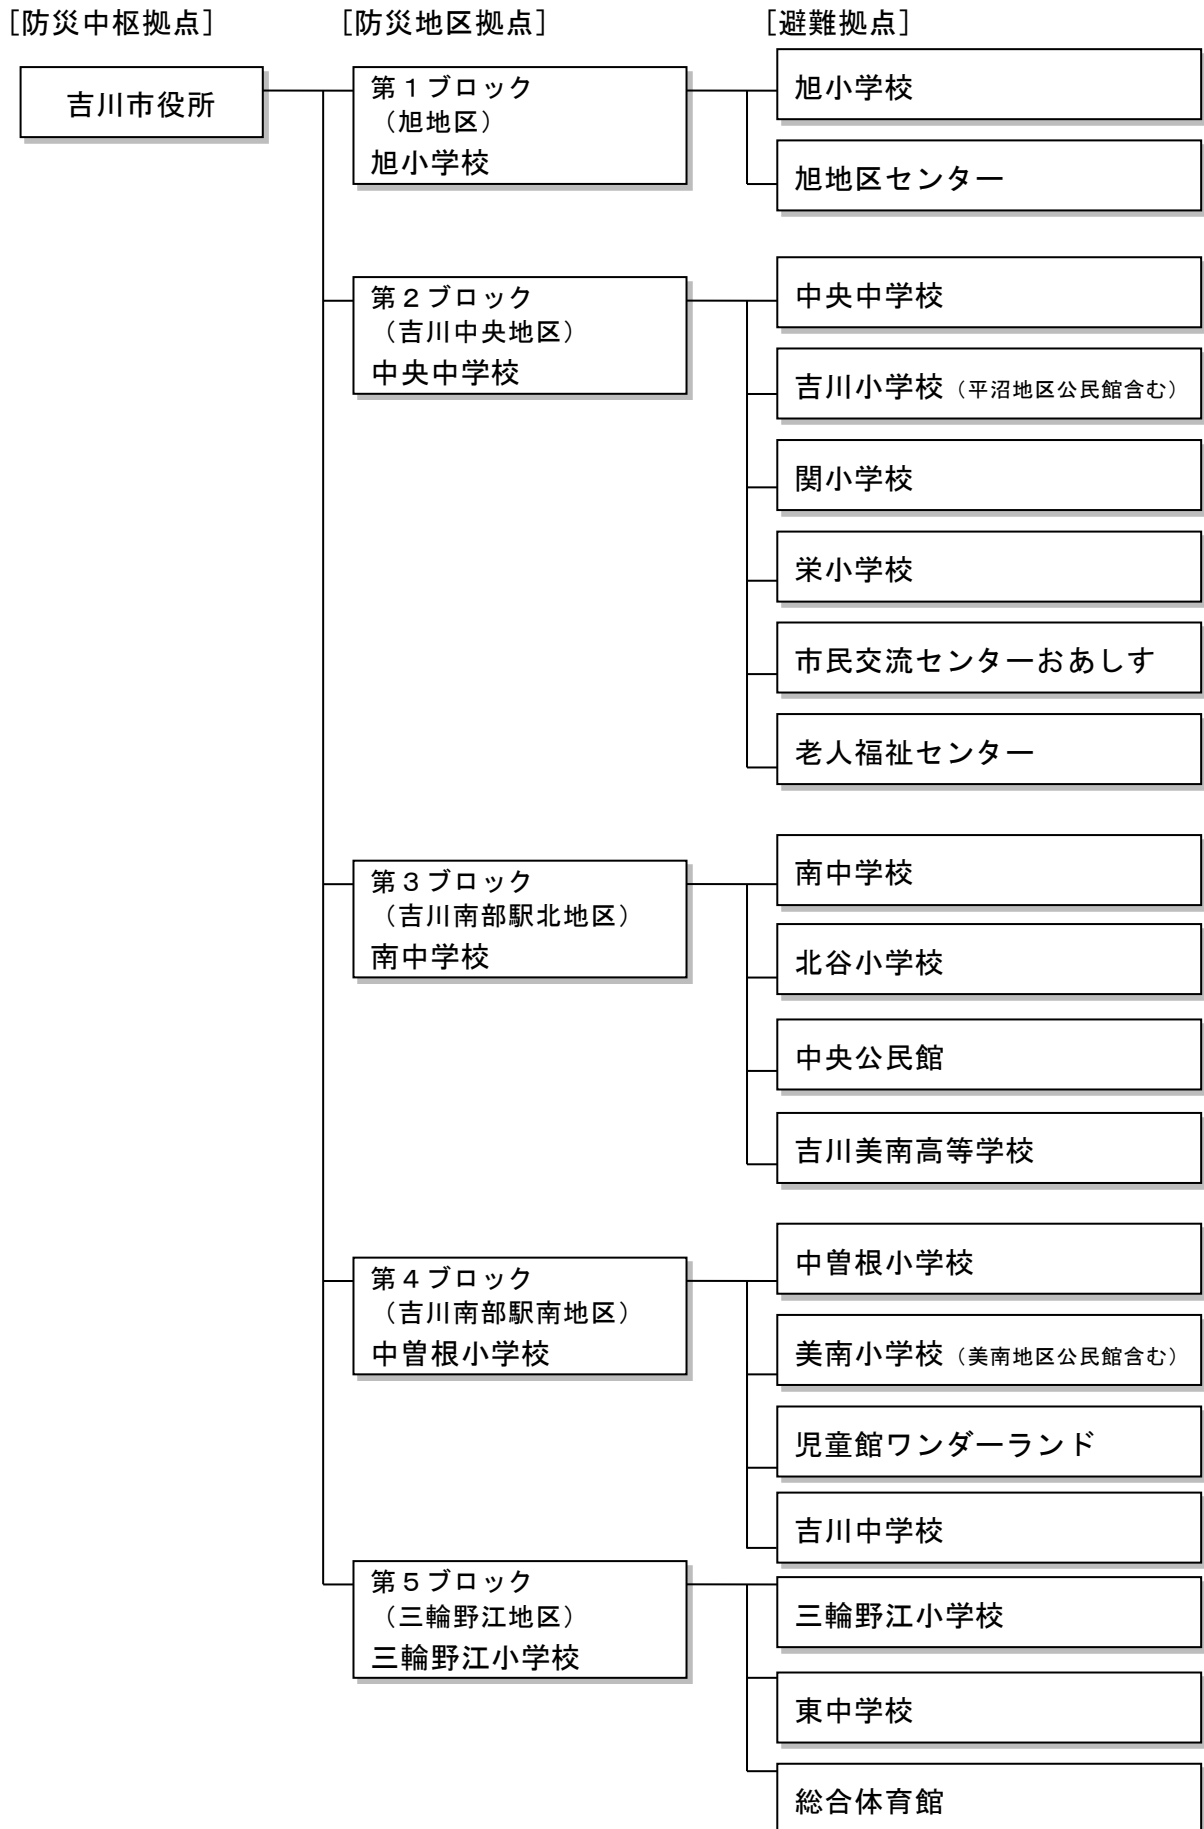 ［防災中枢拠点］
［防災地区拠点］
［避難拠点］
吉川市役所
第１ブロック
（旭地区）
旭小学校
旭小学校
旭地区センター
第２ブロック
（吉川中央地区）
中央中学校
中央中学校
吉川小学校（平沼地区公民館含む）
関小学校
栄小学校
市民交流センターおあしす
老人福祉センター
第３ブロック
（吉川南部駅北地区）
南中学校
南中学校
北谷小学校
中央公民館
吉川美南高等学校
第４ブロック
（吉川南部駅南地区）
中曽根小学校
中曽根小学校
美南小学校（美南地区公民館含む）
児童館ワンダーランド
吉川中学校
第５ブロック
（三輪野江地区）
三輪野江小学校
三輪野江小学校
東中学校
総合体育館